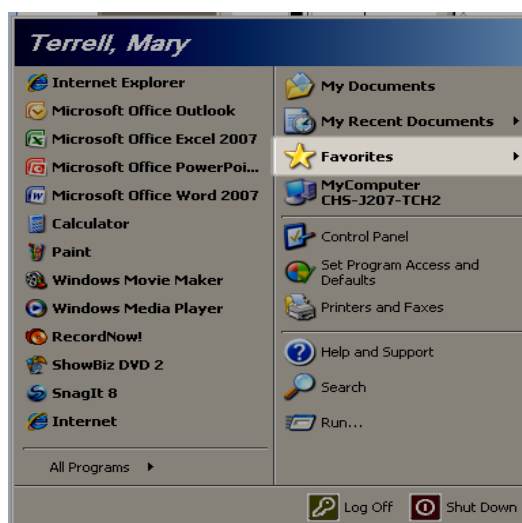 Terrell, Mary
Internet Explorer
Microsoft Office Outlook
Microsoft Office Excel 2007
Microsoft Office PowerPoi...
Microsoft Office Word 2007
Calculator
Paint
Windows Movie Maker
Windows Media Player
RecordNow!
ShowBiz DVD 2
SnagIt 8
Internet
All Programs
My Documents
My Recent Documents
Favorites
MyComputer
CHS-J207-TCH2
Control Panel
Set Program Access and
Defaults
Printers and Faxes
Help and Support
Search
Run...
Log Off
Shut Down